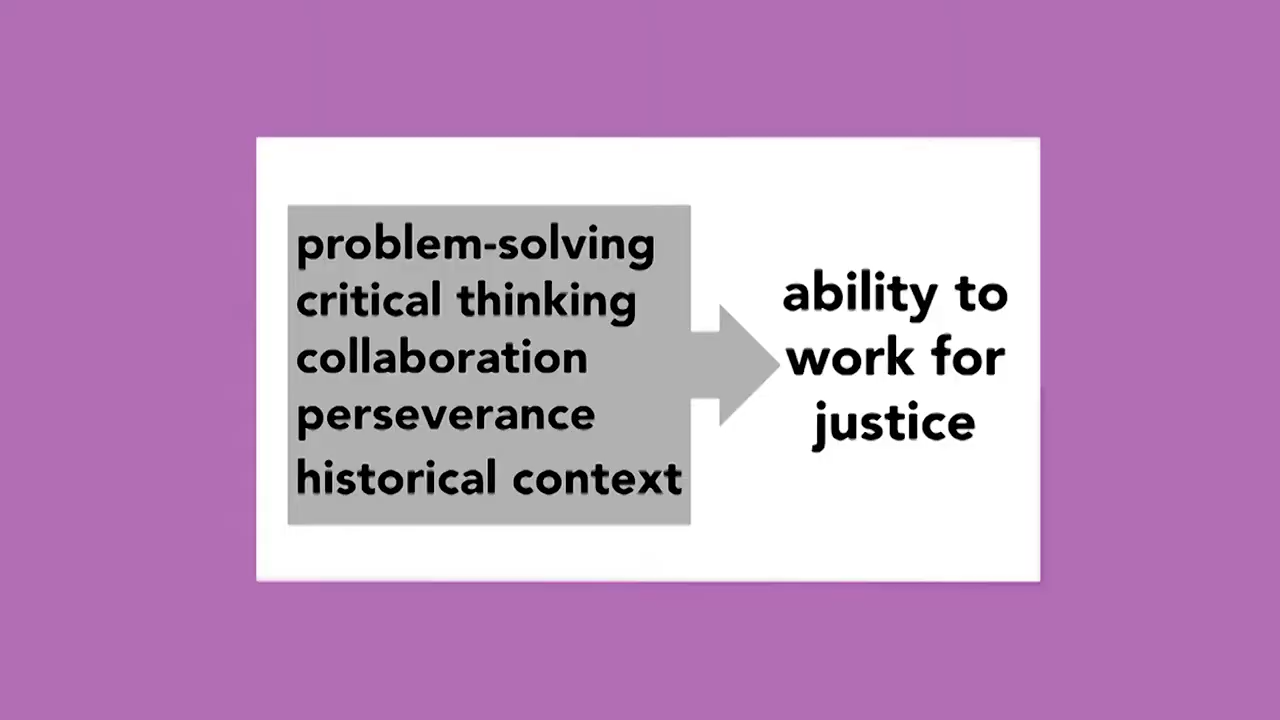 problem-solving
critical thinking
collaboration
perseverance
historical context
ability to
work for
justice